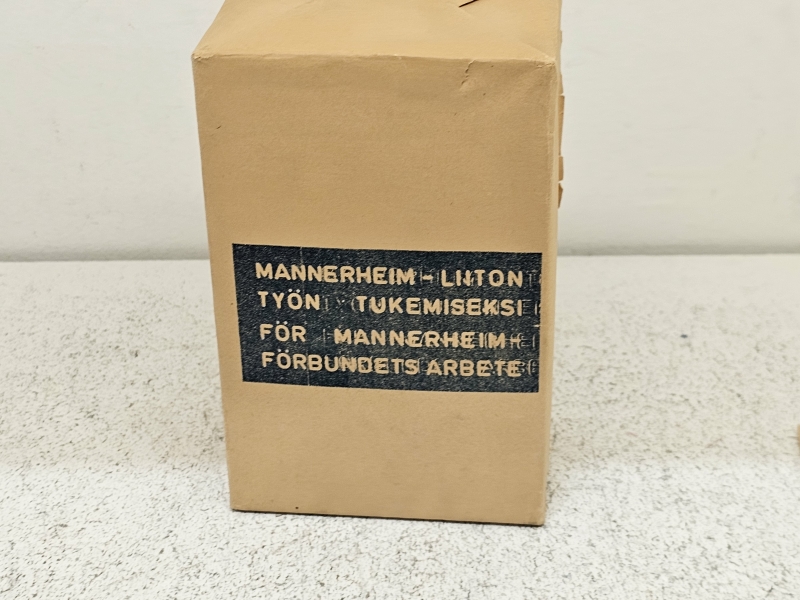 MANNERHEIM - LIITON
TYÖN TUKEMISEKSI
FÖR MANNERHEIM -
FÖRBUNDETS ARBETE